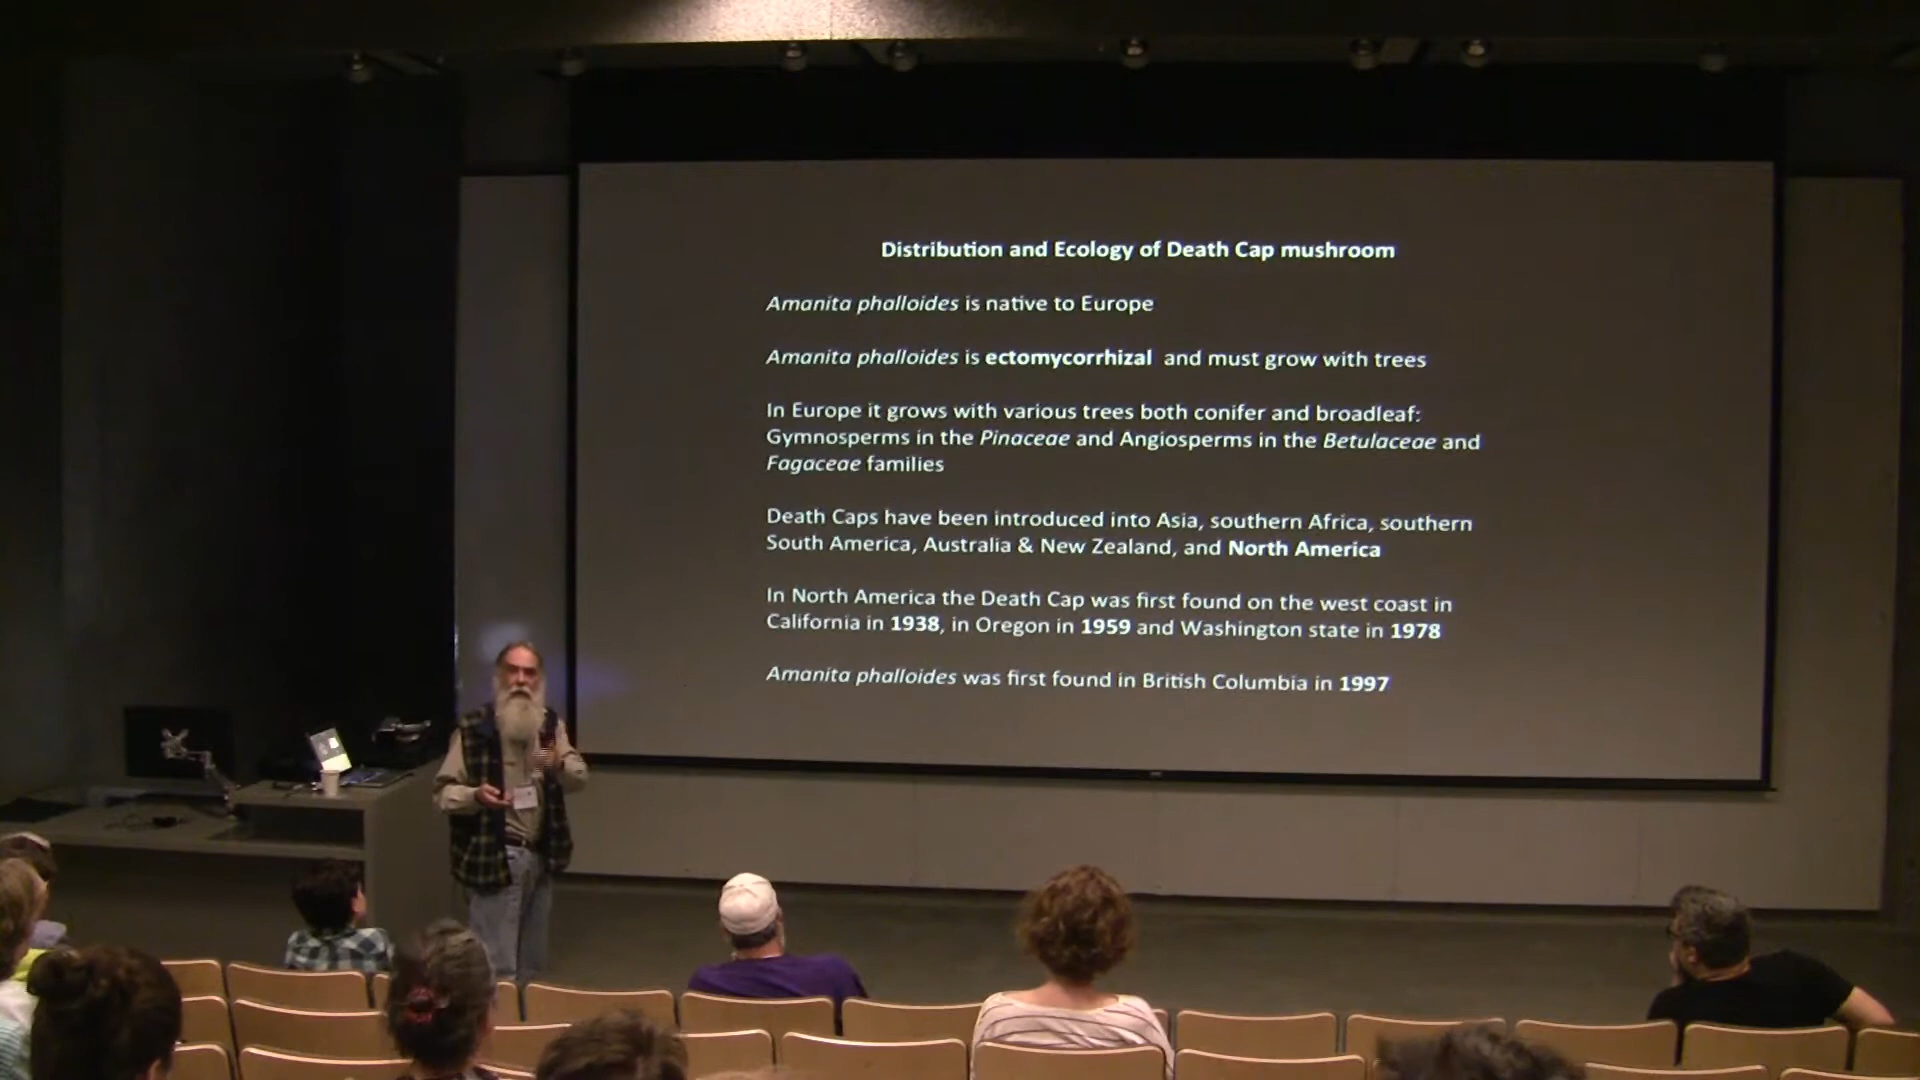 Distribution and Ecology of Death Cap mushroom
Amanita phalloides is native to Europe
Amanita phalloides is ectomycorrhizal and must grow with trees
In Europe it grows with various trees both conifer and broadleaf:
Gymnosperms in the Pinaceae and Angiosperms in the Betulaceae and
Fagaceae families
Death Caps have been introduced into Asia, southern Africa, southern
South America, Australia & New Zealand, and North America
In North America the Death Cap was first found on the west coast in
California in 1938, in Oregon in 1959 and Washington state in 1978
Amanita phalloides was first found in British Columbia in 1997